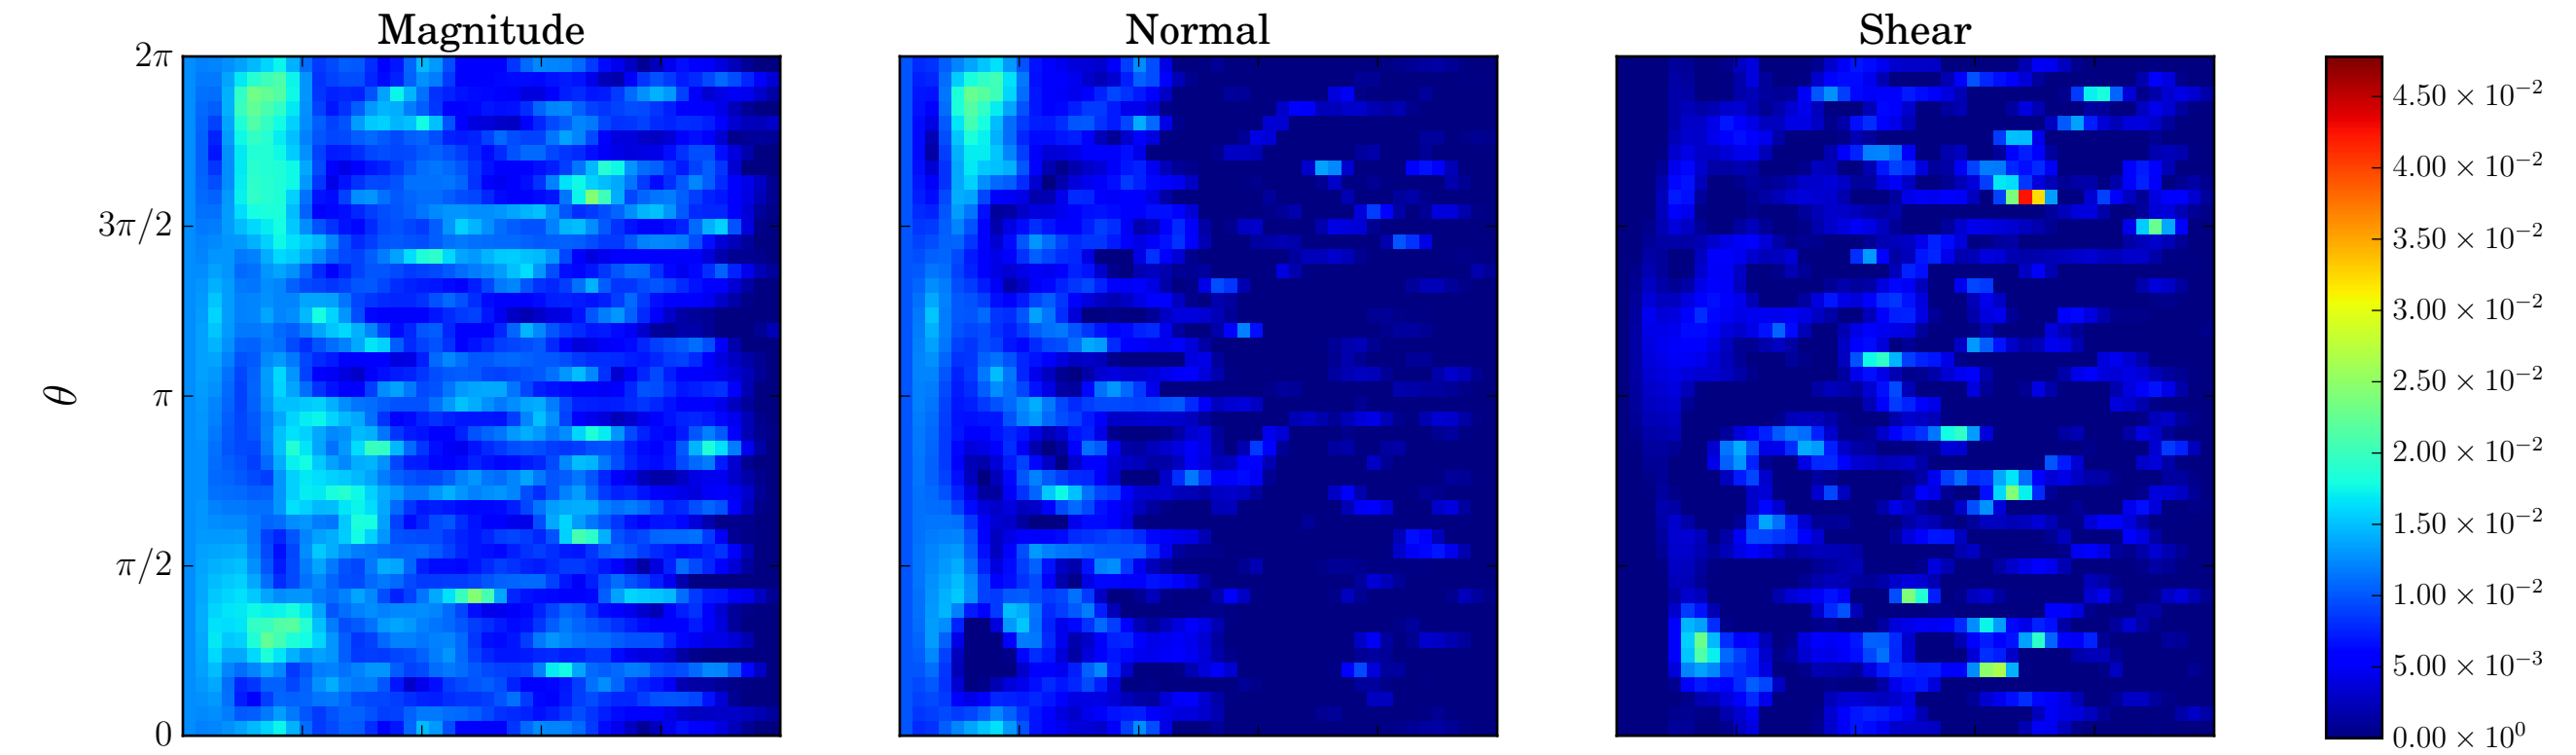 Magnitude Normal Shear
2π
3π/2
π
π/2
0
θ
4.50 × 10⁻²
4.00 × 10⁻²
3.50 × 10⁻²
3.00 × 10⁻²
2.50 × 10⁻²
2.00 × 10⁻²
1.50 × 10⁻²
1.00 × 10⁻²
5.00 × 10⁻³
0.00 × 10⁰